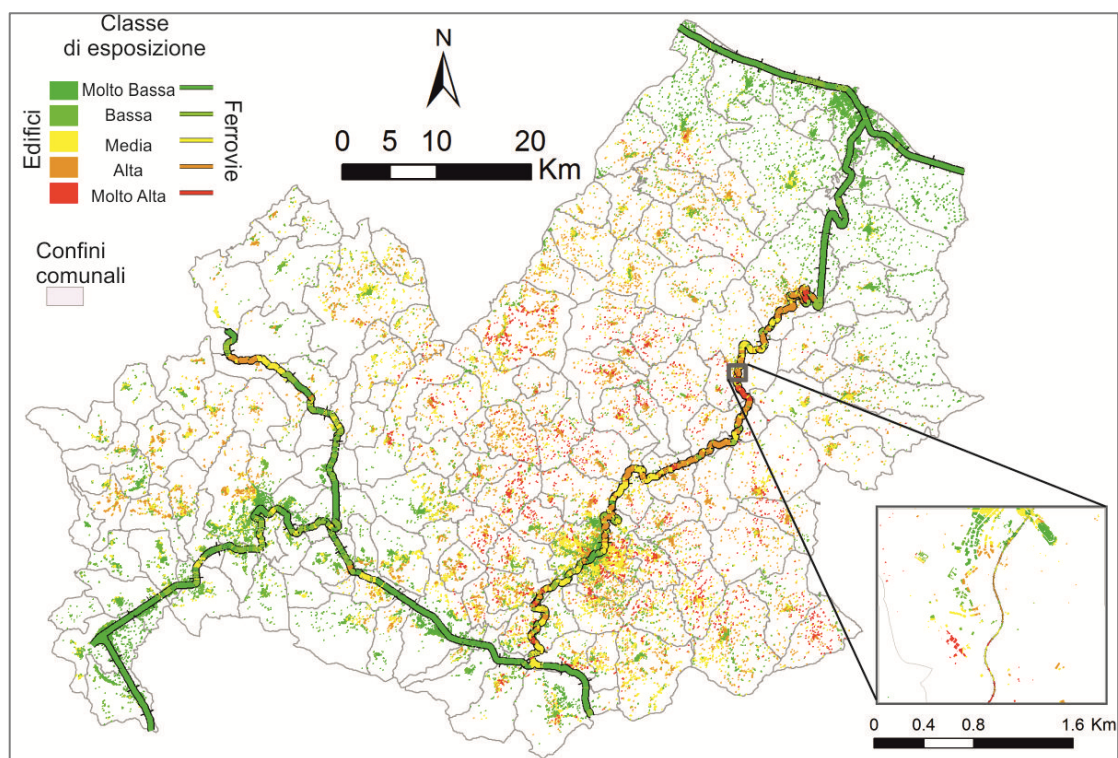 Classe
di esposizione
Edifici
Molto Bassa
Bassa
Media
Alta
Molto Alta
Ferrovie
Confini
comunali
N
0 5 10 20
Km
0 0.4 0.8 1.6 Km